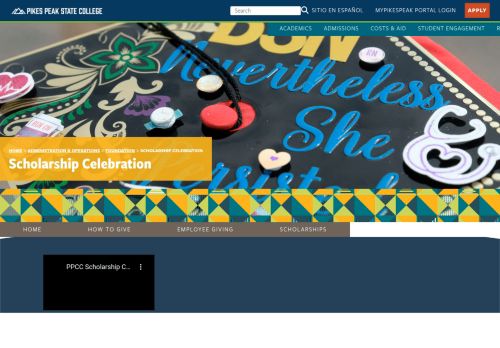 PIKES PEAK STATE COLLEGE
Search
SITIO EN ESPAÑOL
MYPIKESPEAK PORTAL LOGIN
APPLY
ACADEMICS
ADMISSIONS
COSTS & AID
STUDENT ENGAGEMENT
R
RN
Nevertheless
She
HOME > ADMINISTRATION & OPERATIONS > FOUNDATION > SCHOLARSHIP CELEBRATION
Scholarship Celebration
HOME
HOW TO GIVE
EMPLOYEE GIVING
SCHOLARSHIPS
PPCC Scholarship C...